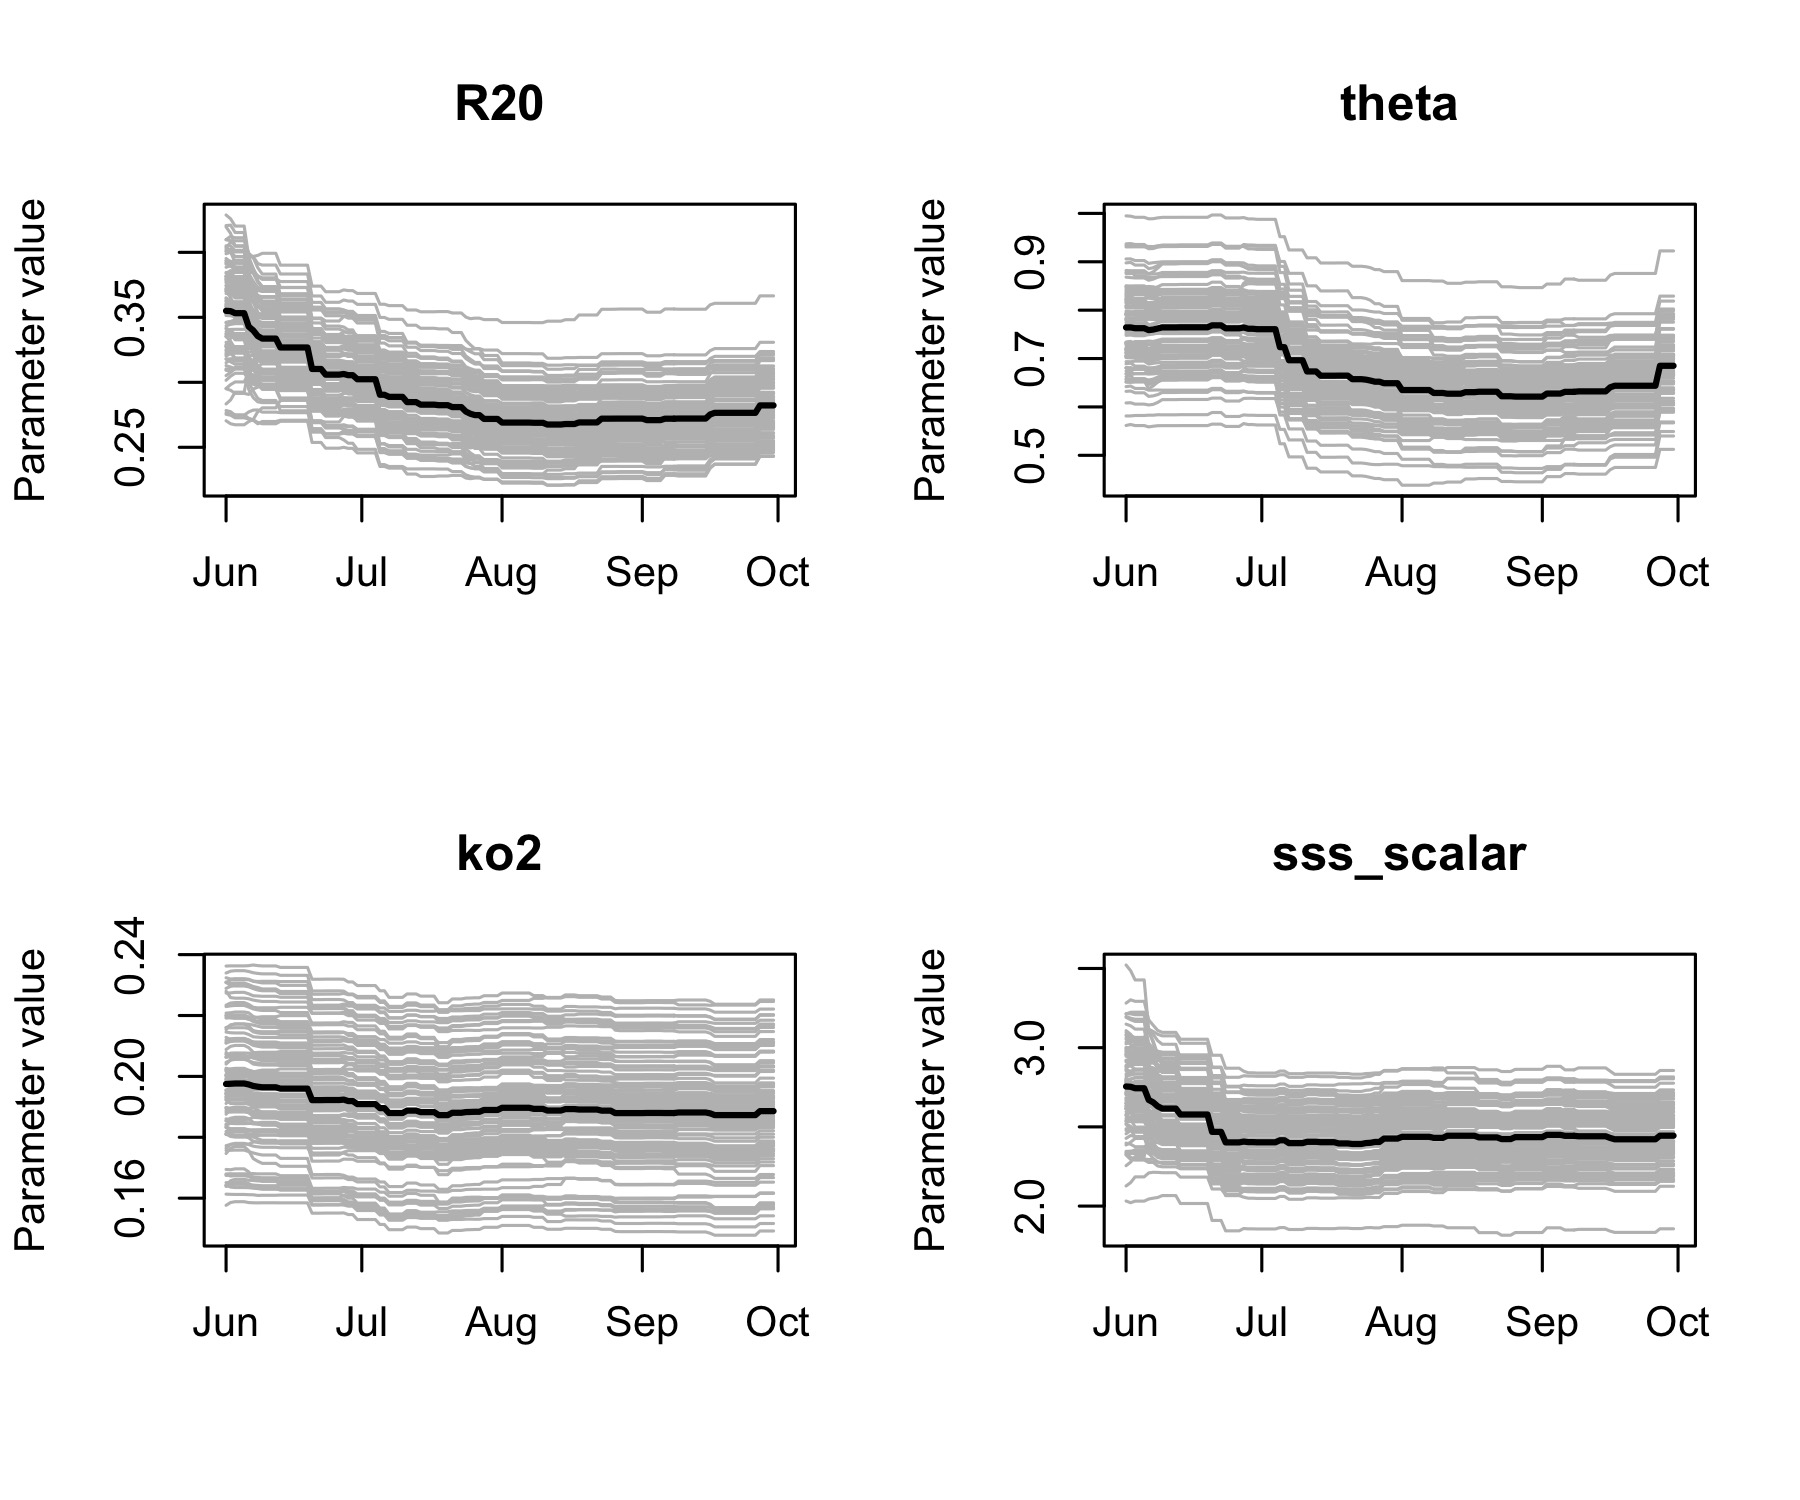 R20
Parameter value
0.35
0.25
Jun Jul Aug Sep Oct
theta
Parameter value
0.9
0.7
0.5
Jun Jul Aug Sep Oct
ko2
Parameter value
0.24
0.20
0.16
Jun Jul Aug Sep Oct
sss_scalar
Parameter value
3.0
2.0
Jun Jul Aug Sep Oct